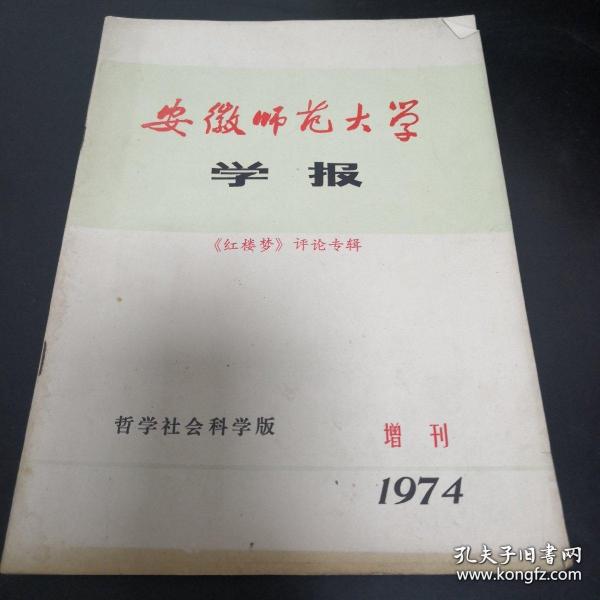 安徽师范大学
学报
《红楼梦》评论专辑
哲学社会科学版
增刊
1974
孔夫子旧书网
www.kongfz.com